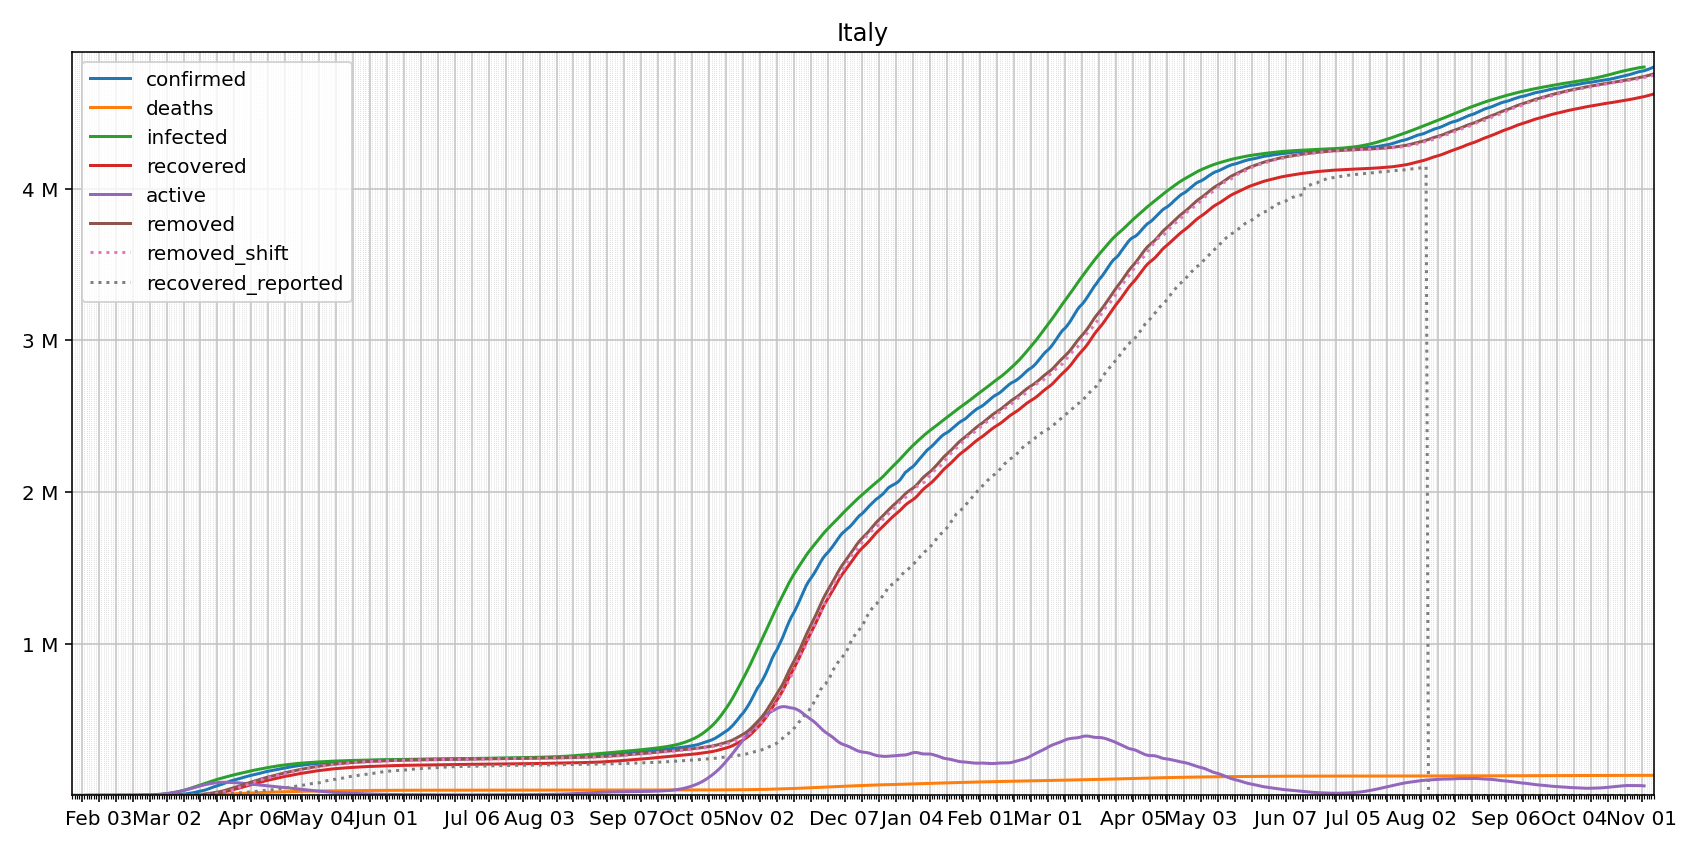 Italy
confirmed
deaths
infected
recovered
active
removed
removed_shift
recovered_reported
4 M
3 M
2 M
1 M
Feb 03 Mar 02 Apr 06 May 04 Jun 01 Jul 06 Aug 03 Sep 07 Oct 05 Nov 02 Dec 07 Jan 04 Feb 01 Mar 01 Apr 05 May 03 Jun 07 Jul 05 Aug 02 Sep 06 Oct 04 Nov 01